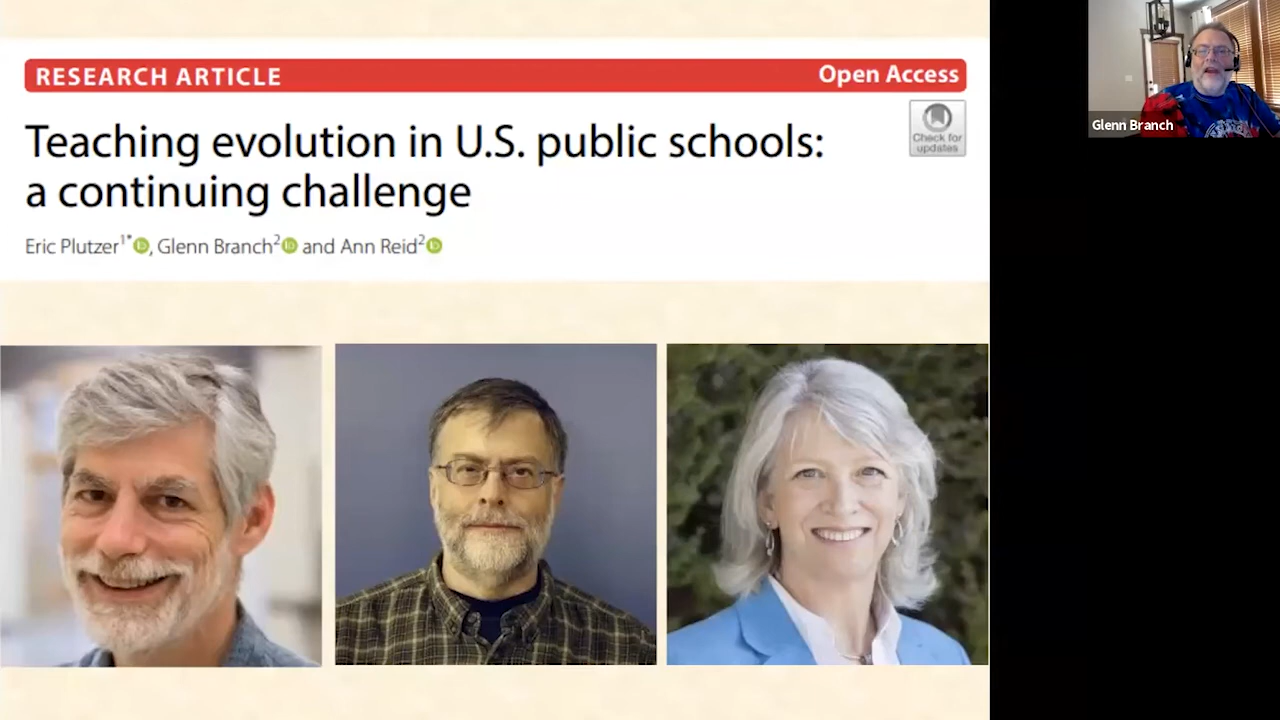 RESEARCH ARTICLE
Open Access
Teaching evolution in U.S. public schools:
a continuing challenge
Check for
updates
Eric Plutzer1*, Glenn Branch2 and Ann Reid2
Glenn Branch